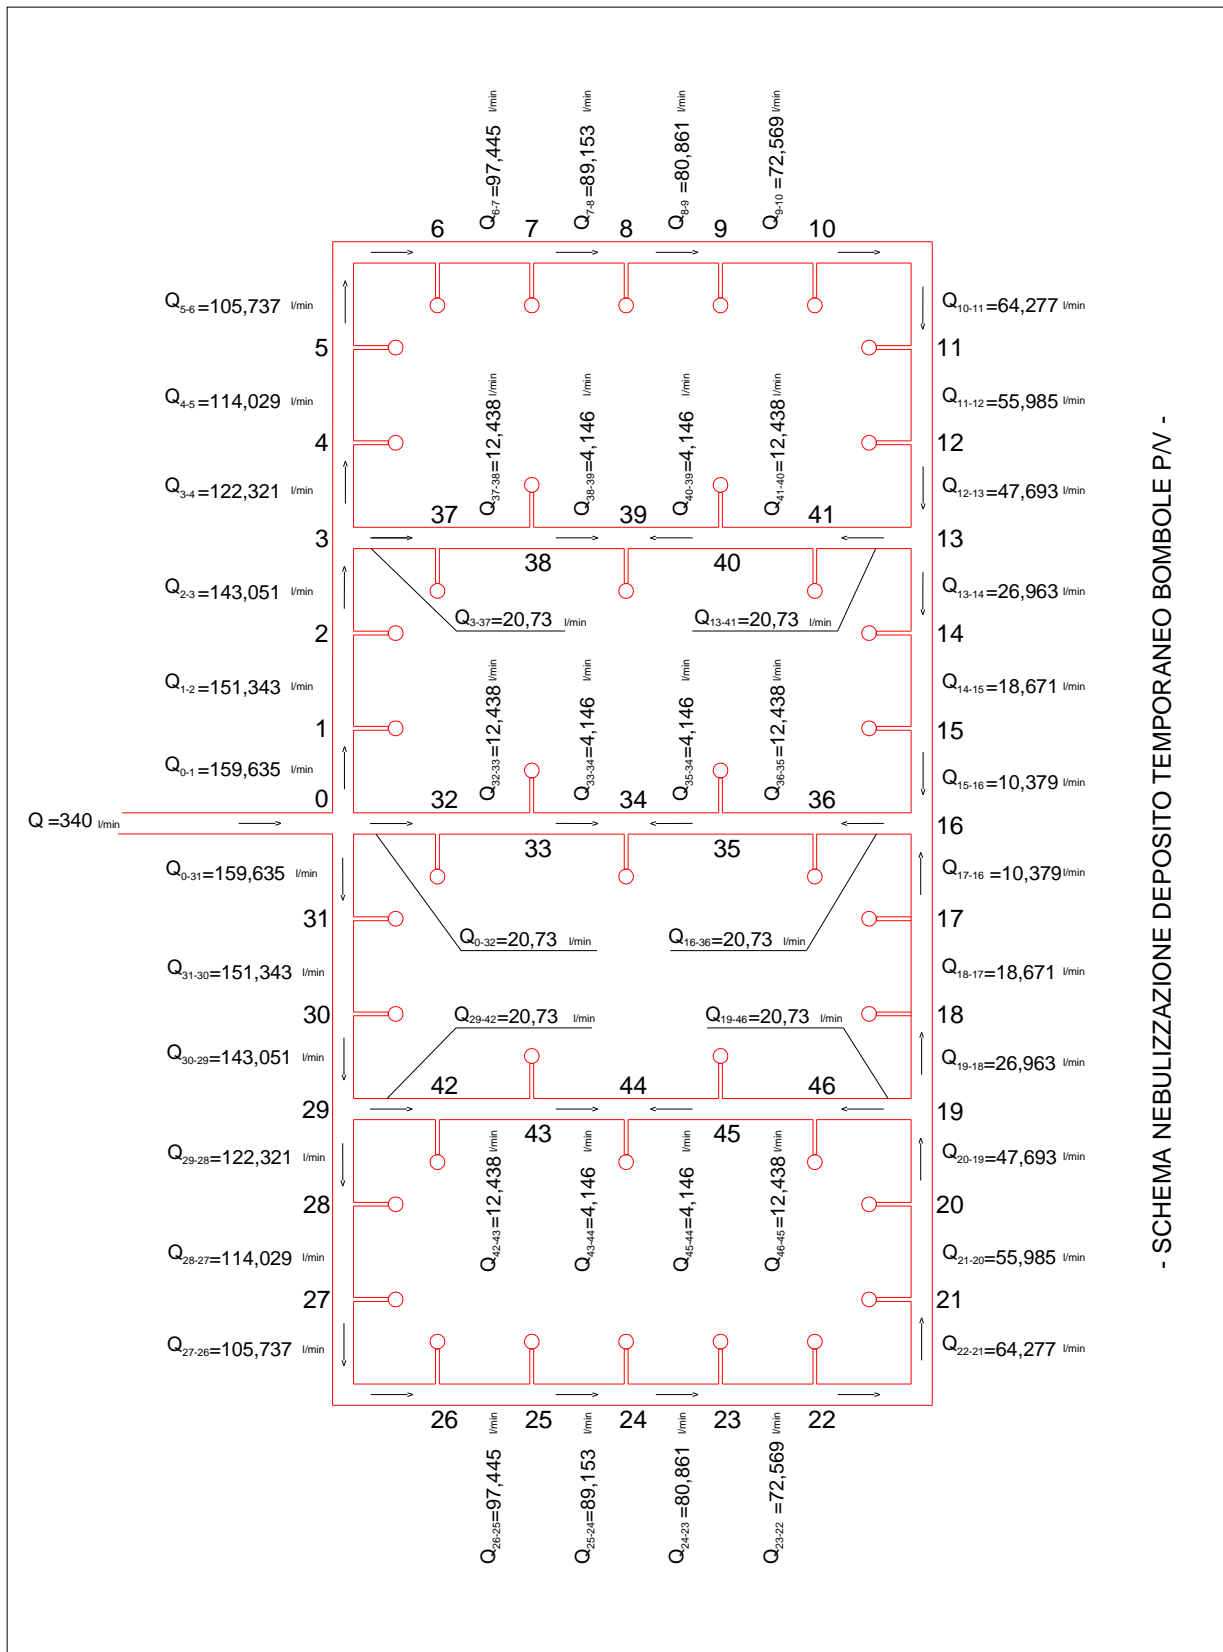 Q6-7=97,445 l/min
Q7-8=89,153 l/min
Q8-9=80,861 l/min
Q9-10=72,569 l/min
6 7 8 9 10
Q5-6=105,737 l/min
Q10-11=64,277 l/min
5
11
Q4-5=114,029 l/min
Q11-12=55,985 l/min
4
12
Q3-4=122,321 l/min
Q12-13=47,693 l/min
Q37-38=12,438 l/min
Q38-39=4,146 l/min
Q40-39=4,146 l/min
Q41-40=12,438 l/min
37 39 41
3
13
38 40
Q2-3=143,051 l/min
Q3-37=20,73 l/min
Q13-41=20,73 l/min
Q13-14=26,963 l/min
2
14
Q1-2=151,343 l/min
Q14-15=18,671 l/min
1
15
Q0-1=159,635 l/min
Q15-16=10,379 l/min
Q32-33=12,438 l/min
Q33-34=4,146 l/min
Q35-34=4,146 l/min
Q36-35=12,438 l/min
0 32 34 36
Q=340 l/min
16
33 35
Q0-31=159,635 l/min
Q17-16=10,379 l/min
31
17
Q0-32=20,73 l/min
Q16-36=20,73 l/min
Q31-30=151,343 l/min
Q18-17=18,671 l/min
30
18
Q29-42=20,73 l/min
Q19-46=20,73 l/min
Q30-29=143,051 l/min
Q19-18=26,963 l/min
42 44 46
29
19
43 45
Q29-28=122,321 l/min
Q20-19=47,693 l/min
Q42-43=12,438 l/min
Q43-44=4,146 l/min
Q45-44=4,146 l/min
Q46-45=12,438 l/min
28
20
Q28-27=114,029 l/min
Q21-20=55,985 l/min
27
21
Q27-26=105,737 l/min
Q22-21=64,277 l/min
26 25 24 23 22
Q26-25=97,445 l/min
Q25-24=89,153 l/min
Q24-23=80,861 l/min
Q23-22=72,569 l/min
- SCHEMA NEBULIZZAZIONE DEPOSITO TEMPORANEO BOMBOLE P/V -